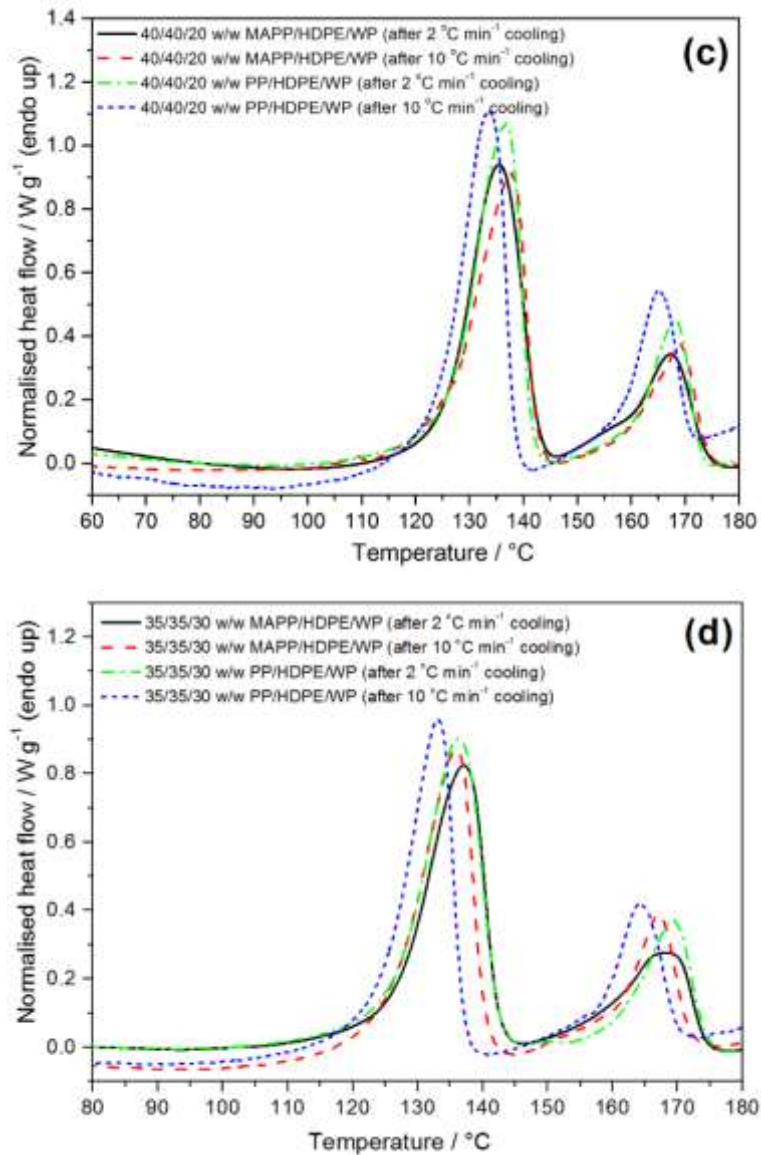 (c)
40/40/20 w/w MAPP/HDPE/WP (after 2 °C min⁻¹ cooling)
40/40/20 w/w MAPP/HDPE/WP (after 10 °C min⁻¹ cooling)
40/40/20 w/w PP/HDPE/WP (after 2 °C min⁻¹ cooling)
40/40/20 w/w PP/HDPE/WP (after 10 °C min⁻¹ cooling)
Normalised heat flow / W g⁻¹ (endo up)
1.4
1.2
1.0
0.8
0.6
0.4
0.2
0.0
60 70 80 90 100 110 120 130 140 150 160 170 180
Temperature / °C
(d)
35/35/30 w/w MAPP/HDPE/WP (after 2 °C min⁻¹ cooling)
35/35/30 w/w MAPP/HDPE/WP (after 10 °C min⁻¹ cooling)
35/35/30 w/w PP/HDPE/WP (after 2 °C min⁻¹ cooling)
35/35/30 w/w PP/HDPE/WP (after 10 °C min⁻¹ cooling)
Normalised heat flow / W g⁻¹ (endo up)
1.2
1.0
0.8
0.6
0.4
0.2
0.0
80 90 100 110 120 130 140 150 160 170 180
Temperature / °C